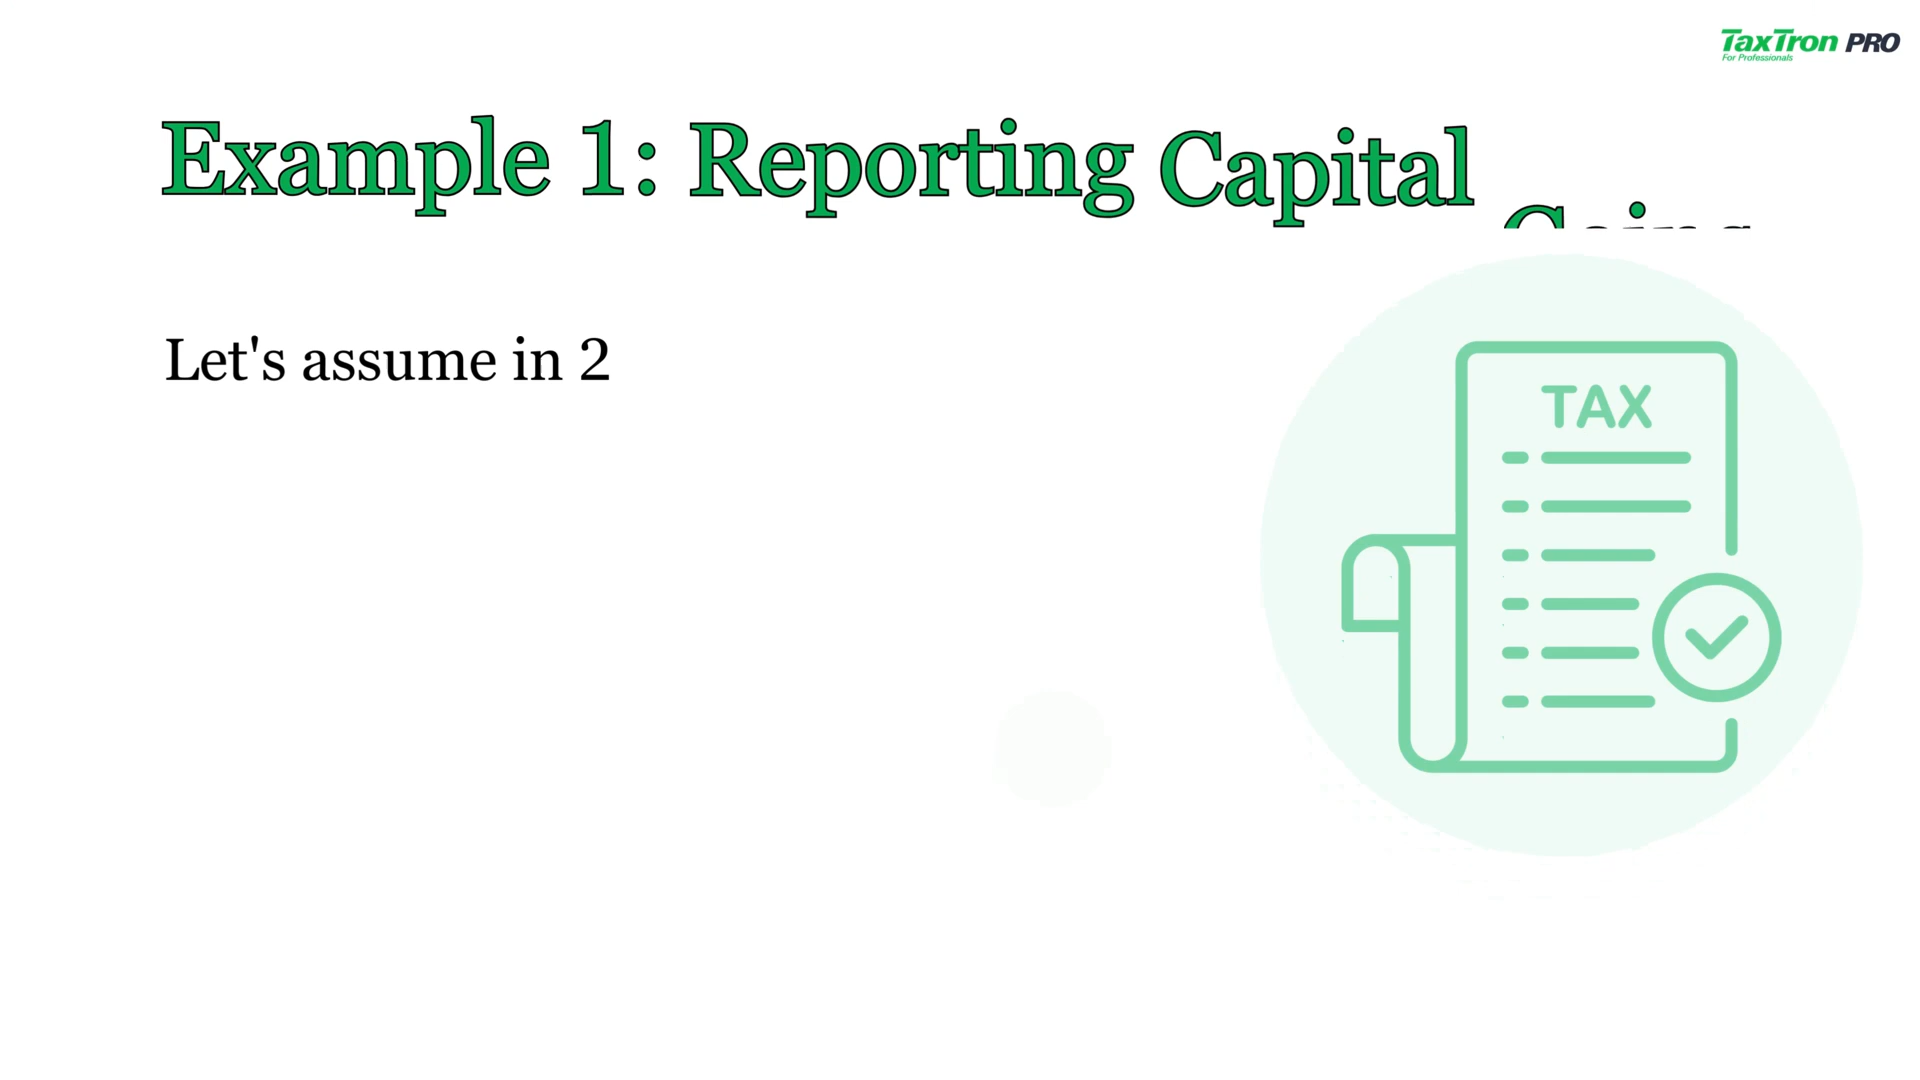 TaxTron PRO
For Professionals
Example 1: Reporting Capital
Let's assume in 2
TAX